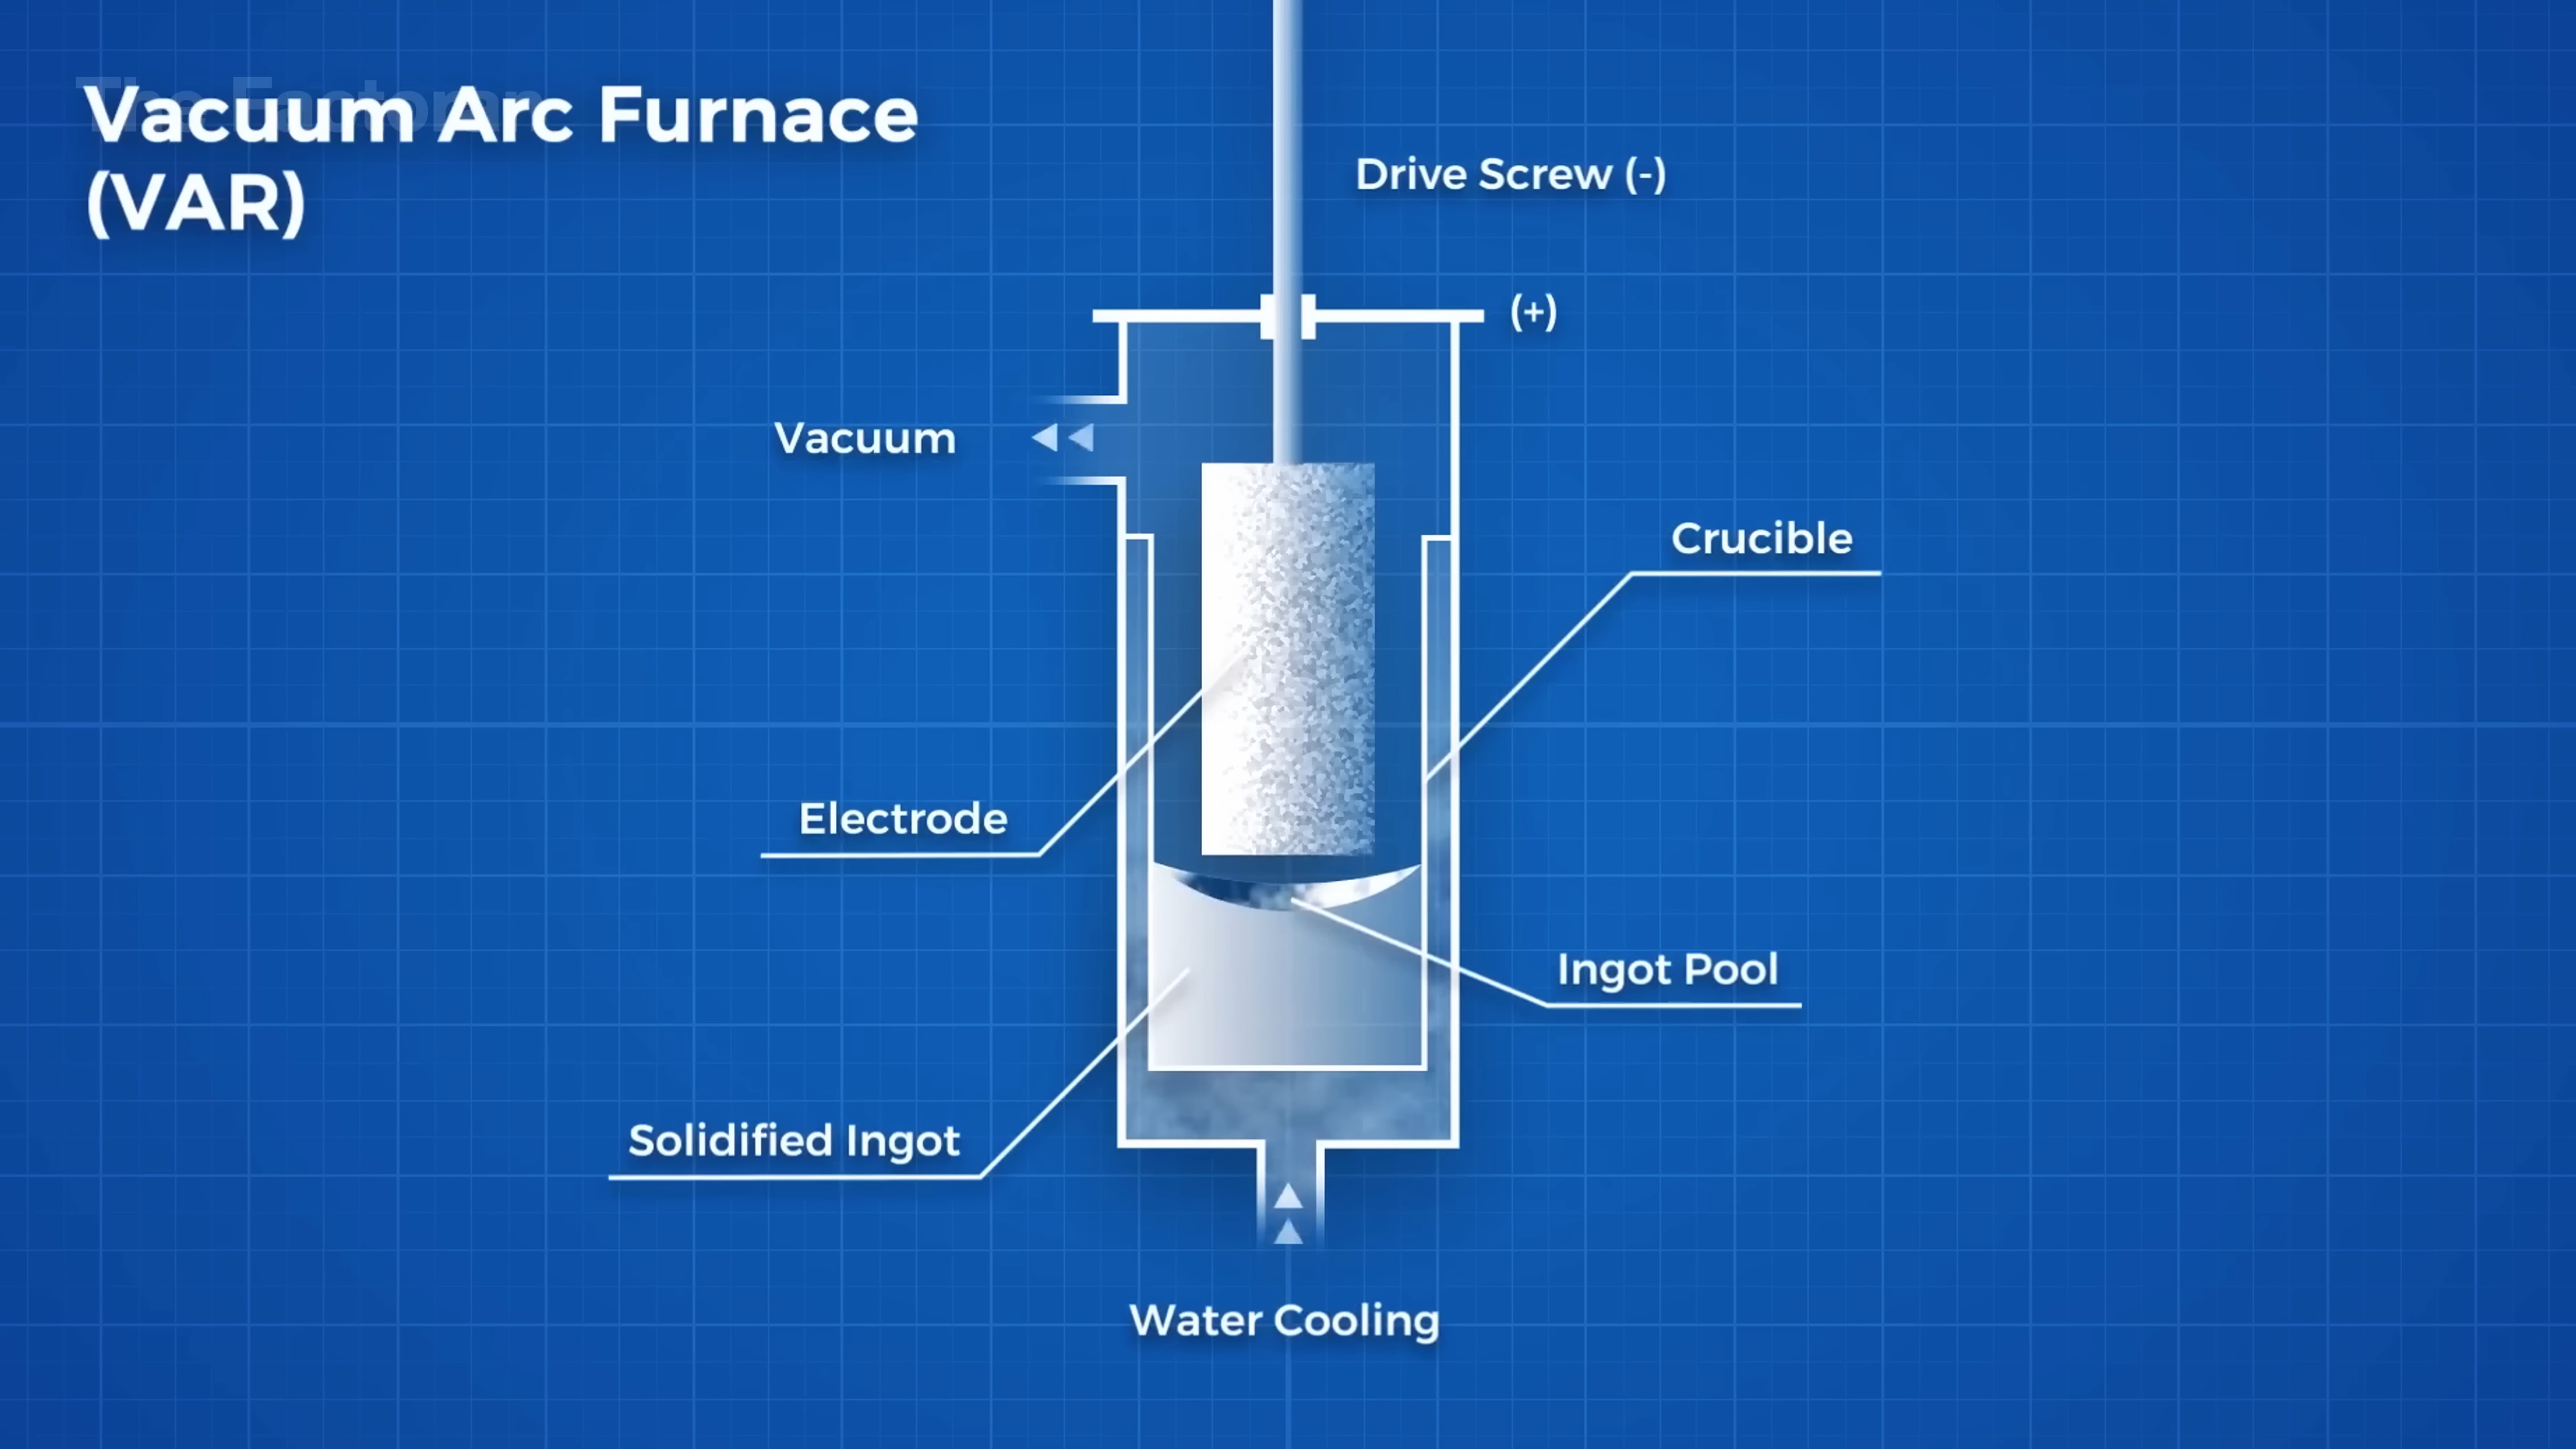 Vacuum Arc Furnace
(VAR)
Drive Screw (-)
(+)
Vacuum
Crucible
Electrode
Ingot Pool
Solidified Ingot
Water Cooling